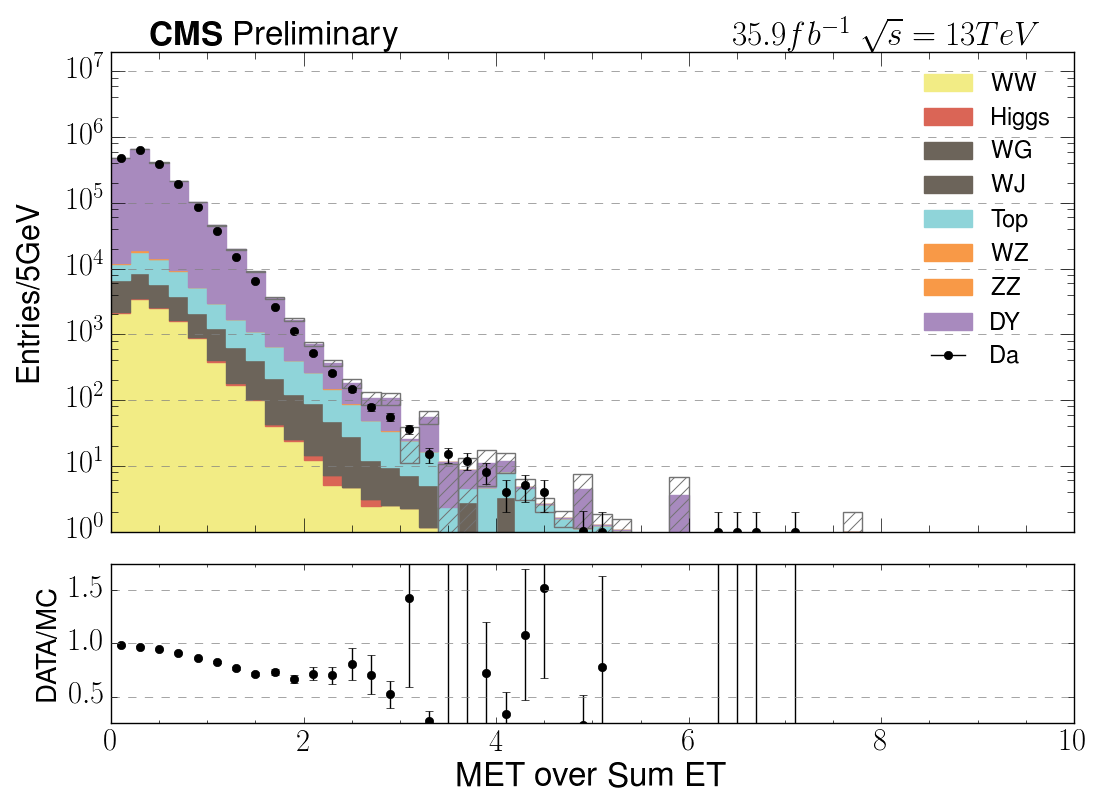 CMS Preliminary 35.9fb⁻¹ √s = 13TeV
10⁷
10⁶
10⁵
10⁴
10³
10²
10¹
10⁰
Entries/5GeV
WW
Higgs
WG
WJ
Top
WZ
ZZ
DY
Da
1.5
1.0
0.5
DATA/MC
0 2 4 6 8 10
MET over Sum ET